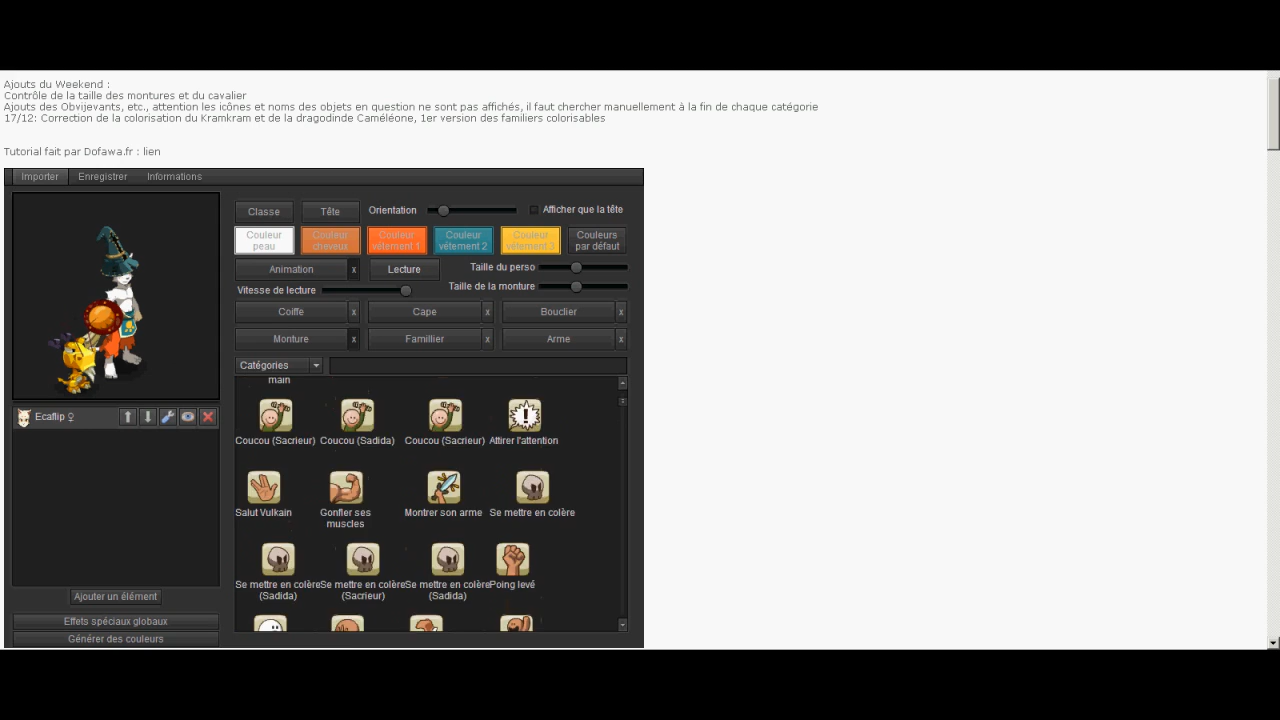 Ajouts du Weekend :
Contrôle de la taille des montures et du cavalier
Ajouts des Obvijevants, etc., attention les icônes et noms des objets en question ne sont pas affichés, il faut chercher manuellement à la fin de chaque catégorie
17/12: Correction de la colorisation du Kramkram et de la dragodinde Caméléone, 1er version des familiers colorisables
Tutorial fait par Dofawa.fr : lien
Importer Enregistrer Informations
Classe Tête Orientation Afficher que la tête
Couleur peau
Couleur cheveux
Couleur vêtement 1
Couleur vêtement 2
Couleur vêtement 3
Couleurs par défaut
Animation x Lecture Taille du perso
Vitesse de lecture Taille de la monture
Coiffe x Cape x Bouclier x
Monture x Famillier x Arme x
Catégories
main
Coucou (Sacrieur) Coucou (Sadida) Coucou (Sacrieur) Attirer l'attention
Ecaflip ♀
Salut Vulkain
Gonfler ses muscles
Montrer son arme
Se mettre en colère
Se mettre en colère (Sadida)
Se mettre en colère (Sacrieur)
Se mettre en colère (Sadida)
Poing levé
Ajouter un élément
Effets spéciaux globaux
Générer des couleurs